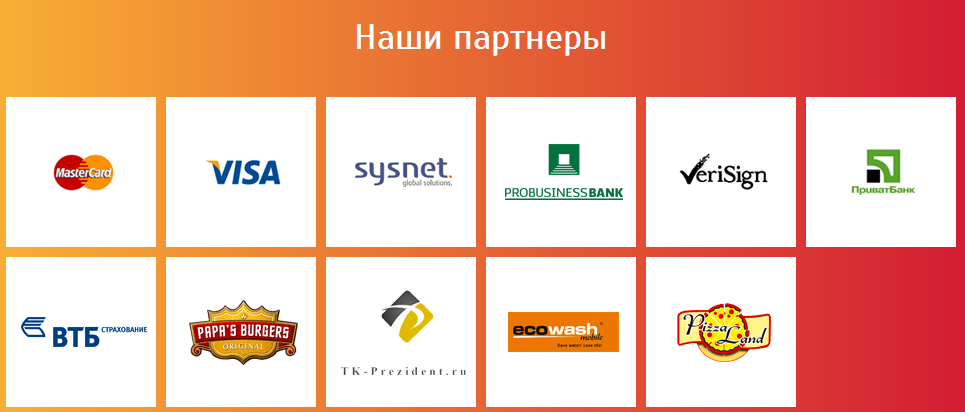 Наши партнеры
MasterCard
VISA
sysnet.
global solutions.
PROBUSINESSBANK
VeriSign
ПриватБанк
ВТБ СТРАХОВАНИЕ
PAPA'S BURGERS
ORIGINAL
TK-Prezident.ru
ecowash
mobile
Save water! Love life!
Pizza
Land